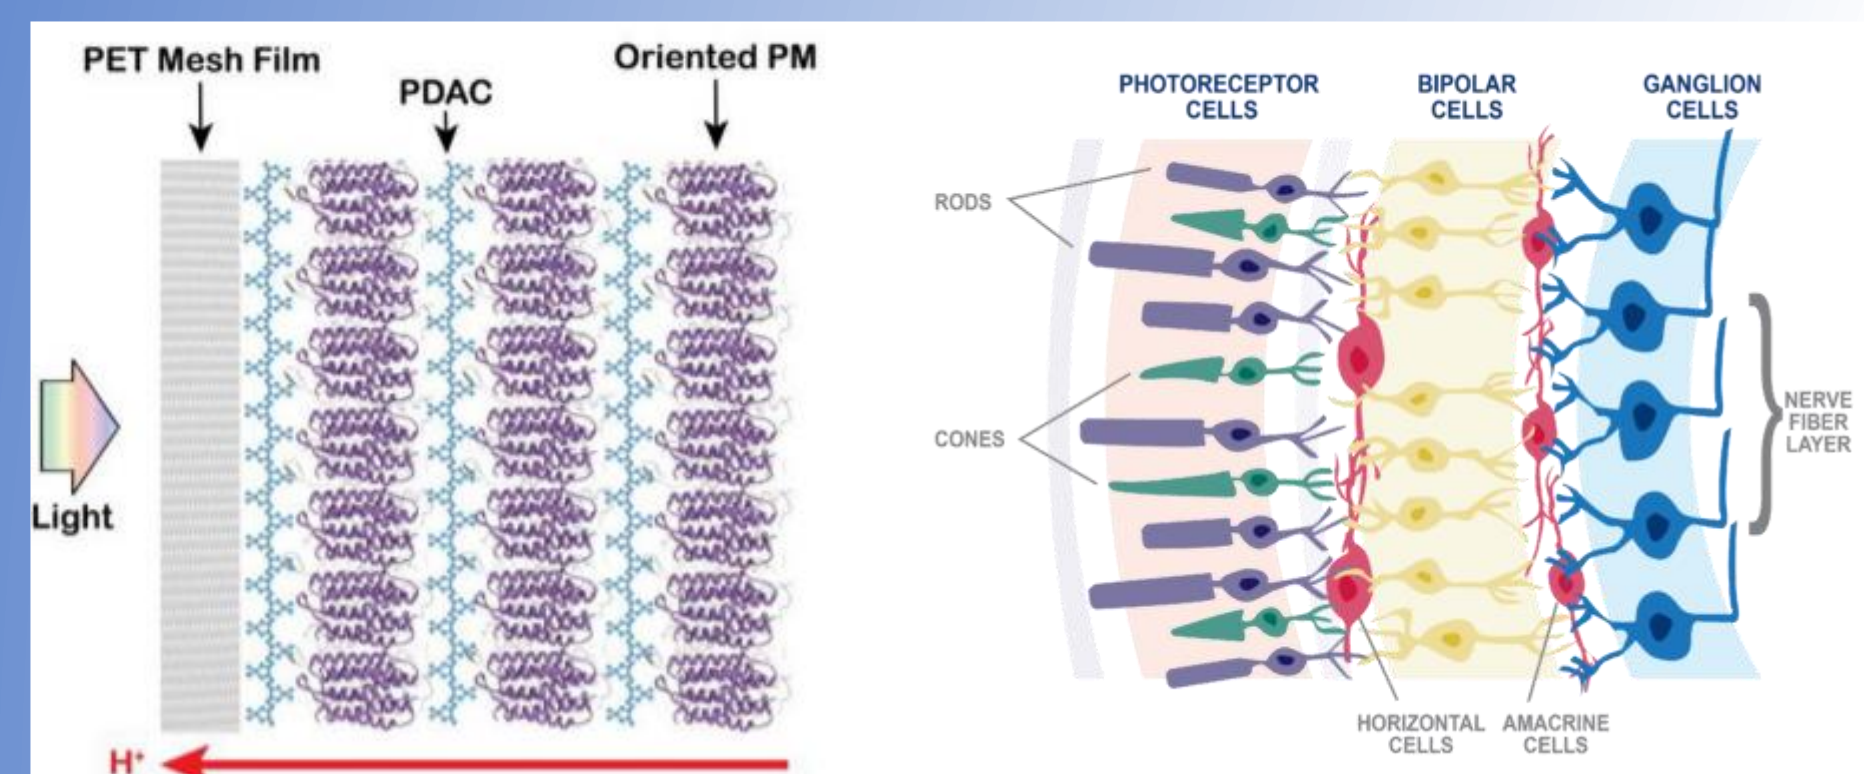 PET Mesh Film
PDAC
Oriented PM
Light
H⁺
PHOTORECEPTOR
CELLS
BIPOLAR
CELLS
GANGLION
CELLS
RODS
CONES
NERVE
FIBER
LAYER
HORIZONTAL
CELLS
AMACRINE
CELLS